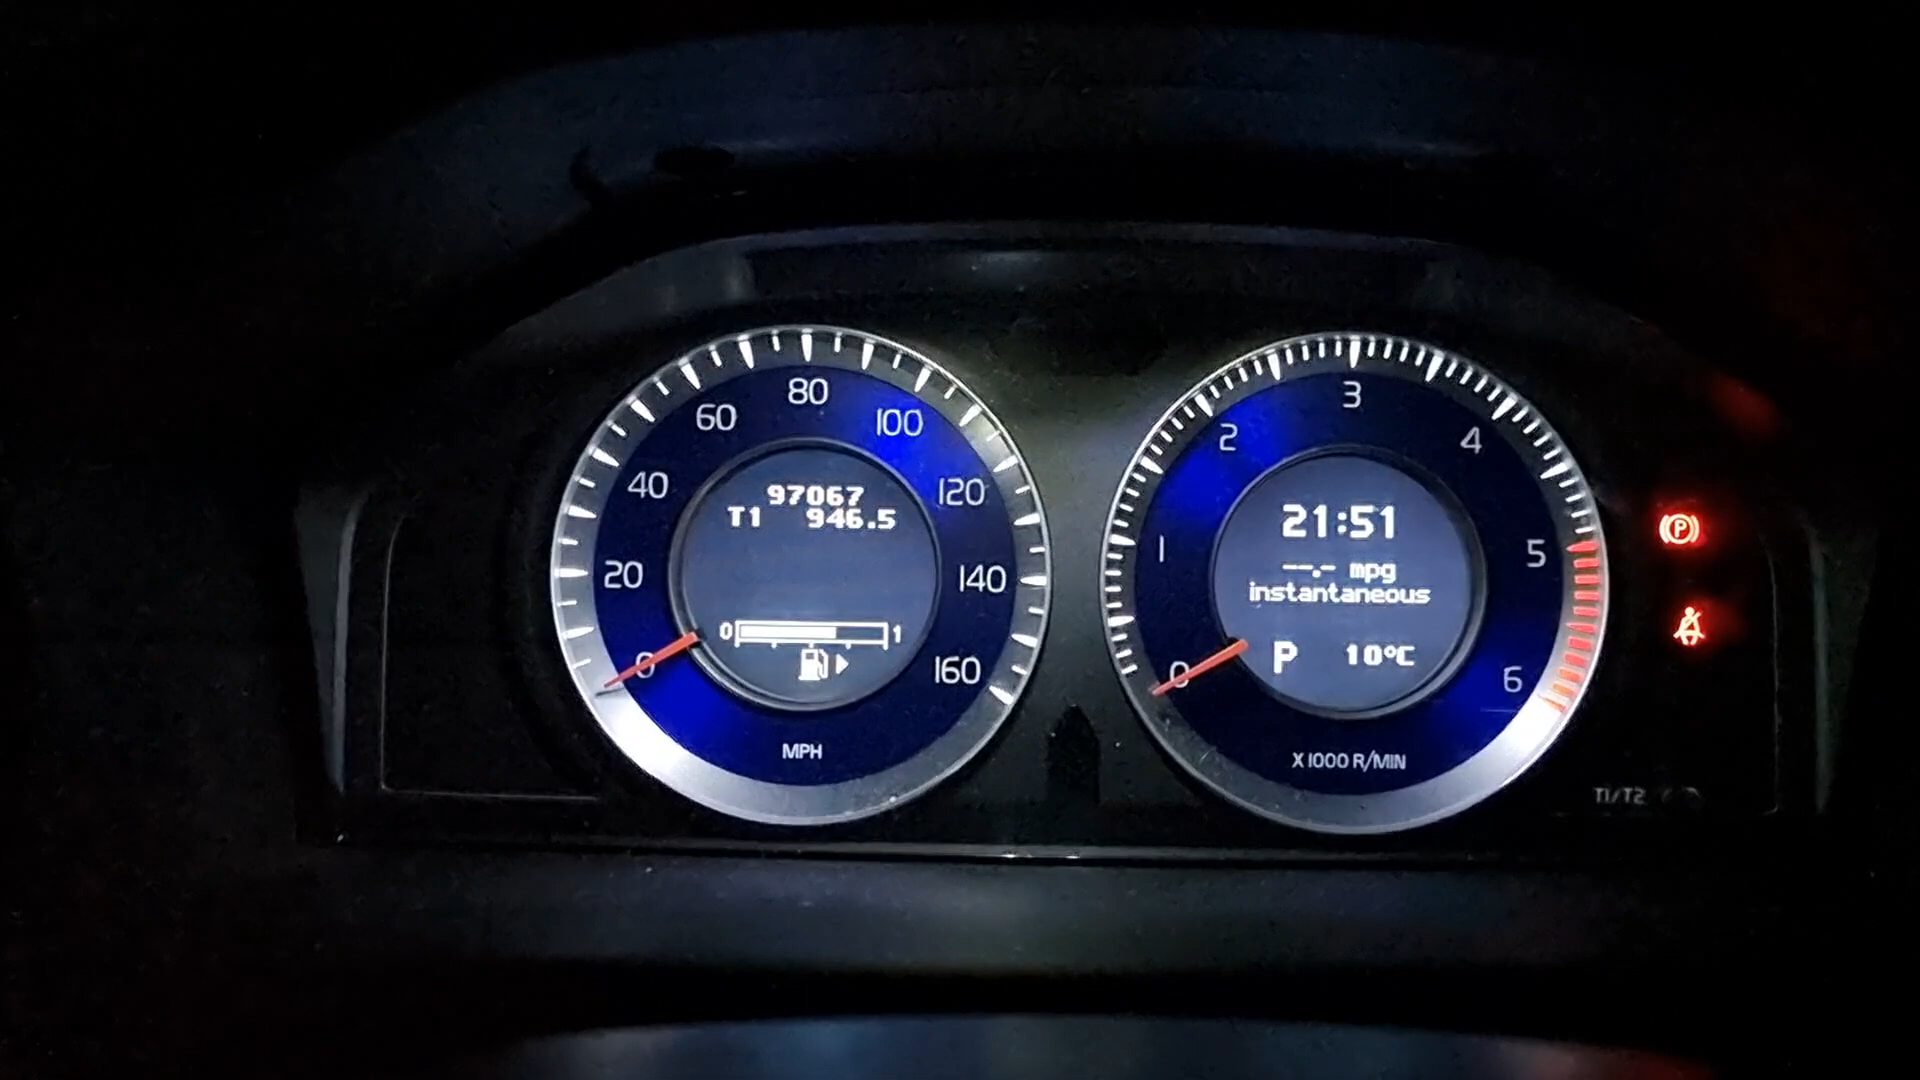 97067
T1 946.5
0 1
0
20
40
60
80
100
120
140
160
MPH
0
1
2
3
4
5
6
21:51
--.- mpg
instantaneous
P 10°C
X1000 R/MIN
P
T1/T2